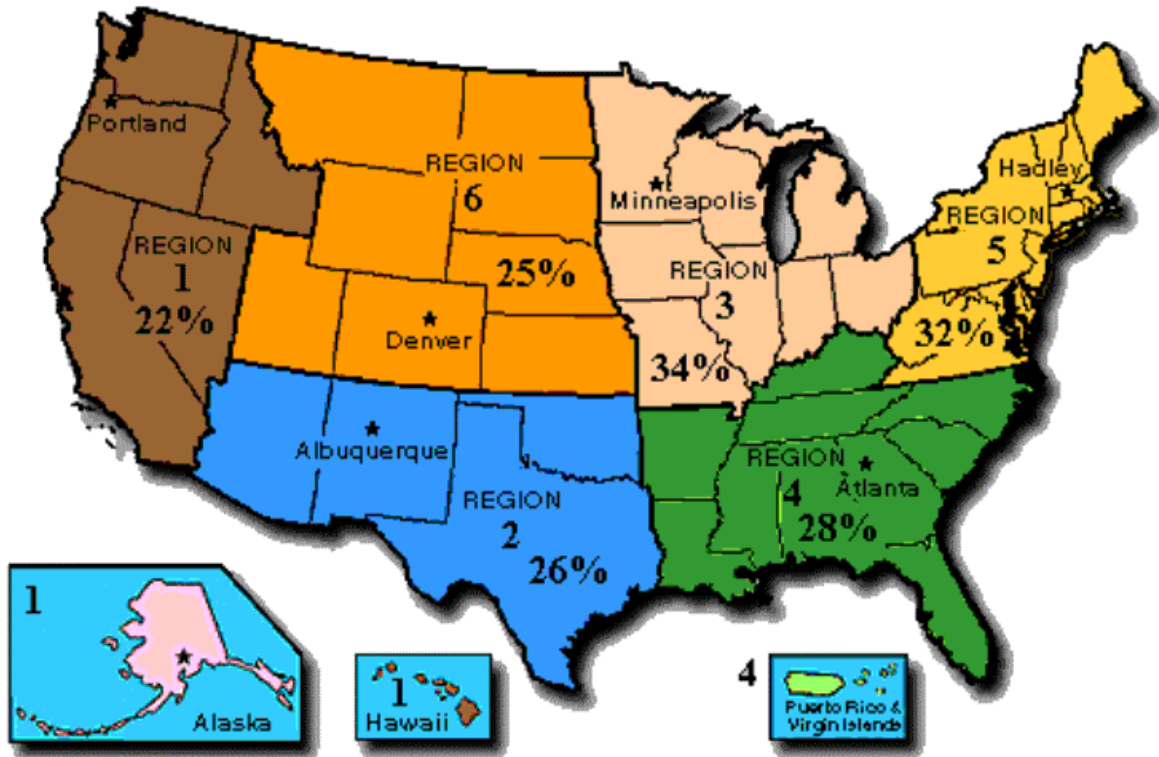 Portland
REGION
1
22%
REGION
6
25%
Denver
Minneapolis
REGION
3
34%
Hadley
REGION
5
32%
Albuquerque
REGION
2
26%
REGION
4
Atlanta
28%
1
Alaska
1
Hawaii
4
Puerto Rico &
Virgin Islands